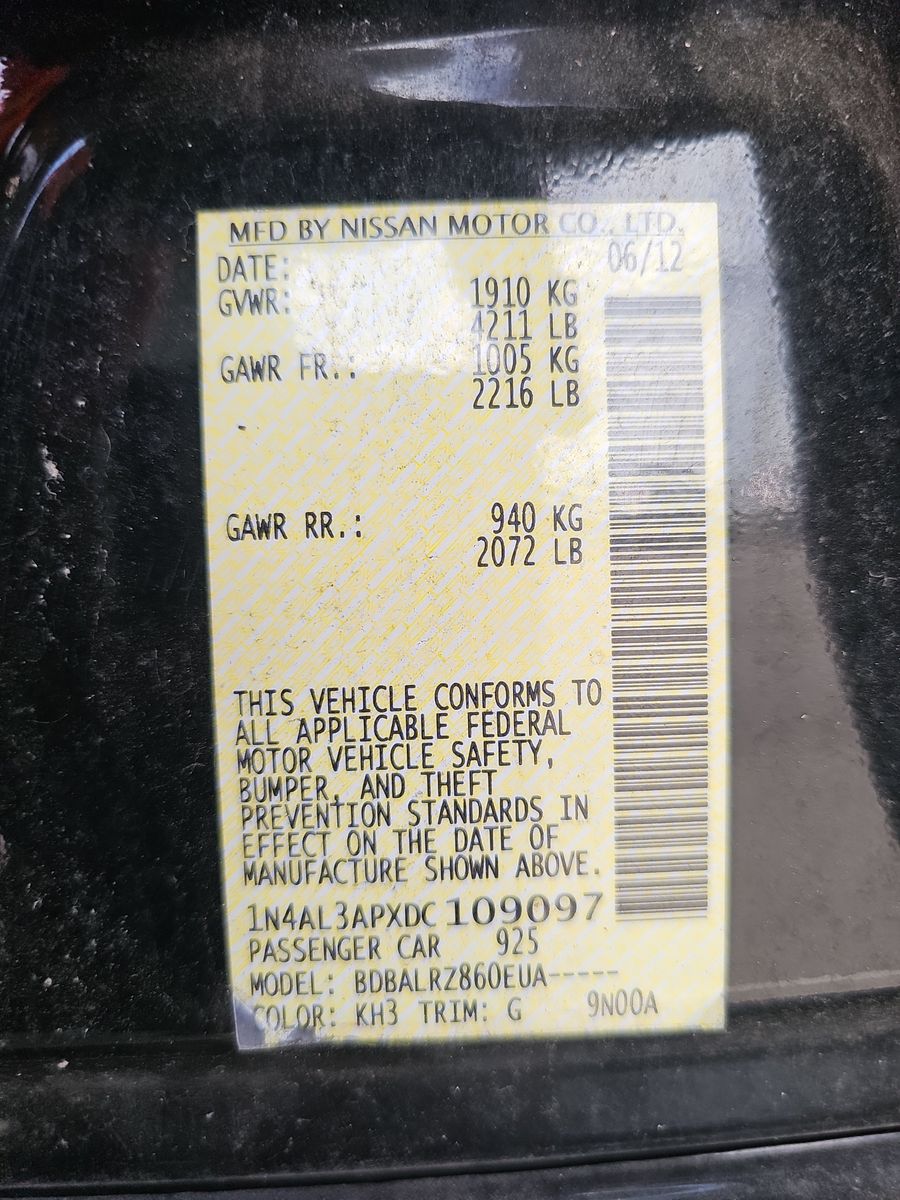 MFD BY NISSAN MOTOR CO., LTD.
DATE: 06/12
GVWR: 1910 KG
4211 LB
GAWR FR.: 1005 KG
2216 LB
GAWR RR.: 940 KG
2072 LB
THIS VEHICLE CONFORMS TO
ALL APPLICABLE FEDERAL
MOTOR VEHICLE SAFETY,
BUMPER, AND THEFT
PREVENTION STANDARDS IN
EFFECT ON THE DATE OF
MANUFACTURE SHOWN ABOVE.
1N4AL3APXDC 109097
PASSENGER CAR 925
MODEL: BDBALRZ860EUA-----
COLOR: KH3 TRIM: G 9N00A